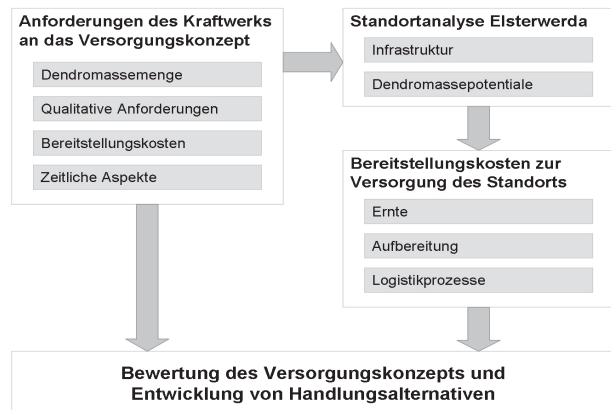 Anforderungen des Kraftwerks
an das Versorgungskonzept
Dendromassemenge
Qualitative Anforderungen
Bereitstellungskosten
Zeitliche Aspekte
Standortanalyse Elsterwerda
Infrastruktur
Dendromassepotentiale
Bereitstellungskosten zur
Versorgung des Standorts
Ernte
Aufbereitung
Logistikprozesse
Bewertung des Versorgungskonzepts und
Entwicklung von Handlungsalternativen